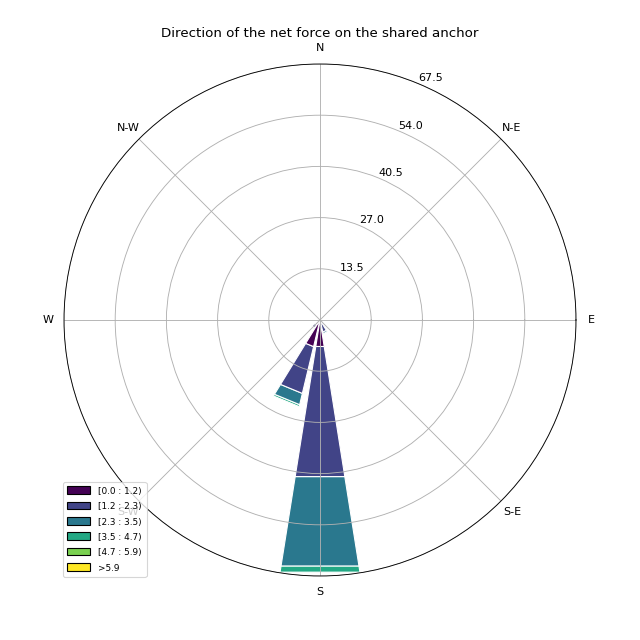 Direction of the net force on the shared anchor
N
N-W
N-E
W
E
S-W
S-E
S
67.5
54.0
40.5
27.0
13.5
[0.0 : 1.2)
[1.2 : 2.3)
[2.3 : 3.5)
[3.5 : 4.7)
[4.7 : 5.9)
>5.9